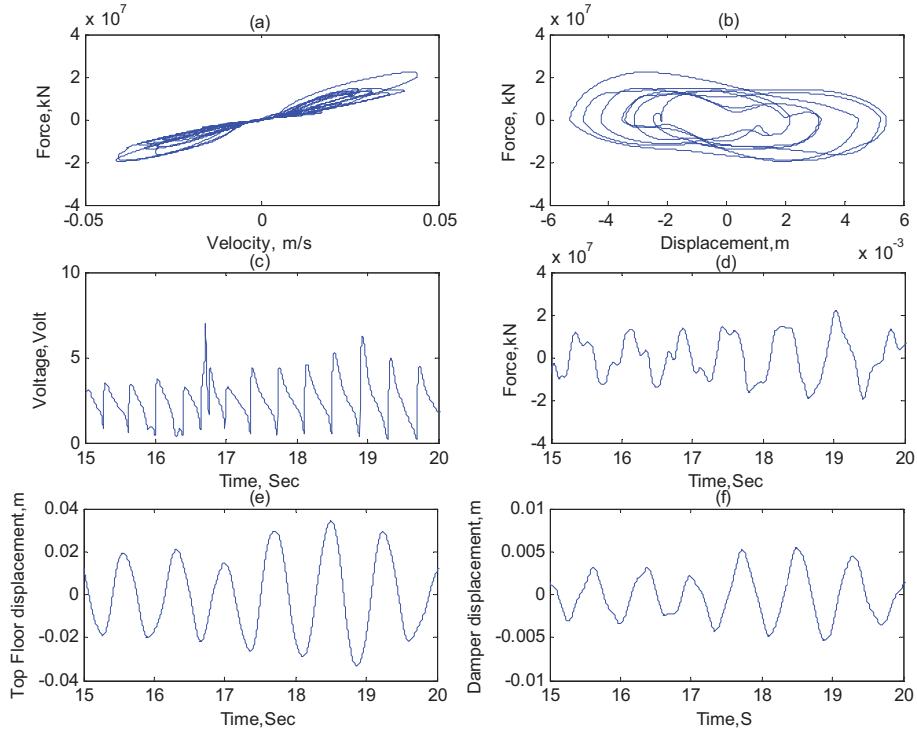 (a)
x 10^7
Force,kN
4
2
0
-2
-4
-0.05
0
0.05
Velocity, m/s
(b)
x 10^7
Force, kN
4
2
0
-2
-4
-6
-4
-2
0
2
4
6
Displacement,m
x 10^-3
(c)
Voltage,Volt
10
5
0
15
16
17
18
19
20
Time, Sec
(d)
x 10^7
Force,kN
4
2
0
-2
-4
15
16
17
18
19
20
Time,Sec
(e)
Top Floor displacement,m
0.04
0.02
0
-0.02
-0.04
15
16
17
18
19
20
Time,Sec
(f)
Damper displacement,m
0.01
0.005
0
-0.005
-0.01
15
16
17
18
19
20
Time,S